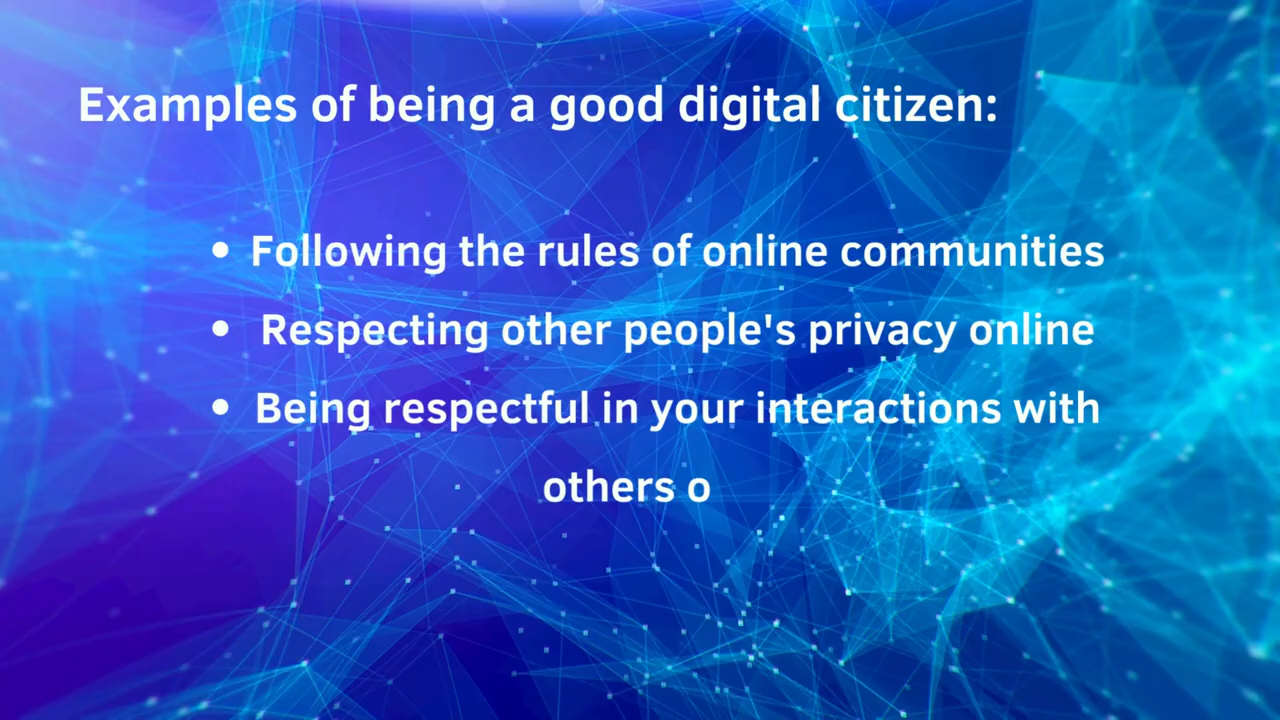 Examples of being a good digital citizen:
• Following the rules of online communities
• Respecting other people's privacy online
• Being respectful in your interactions with
others o